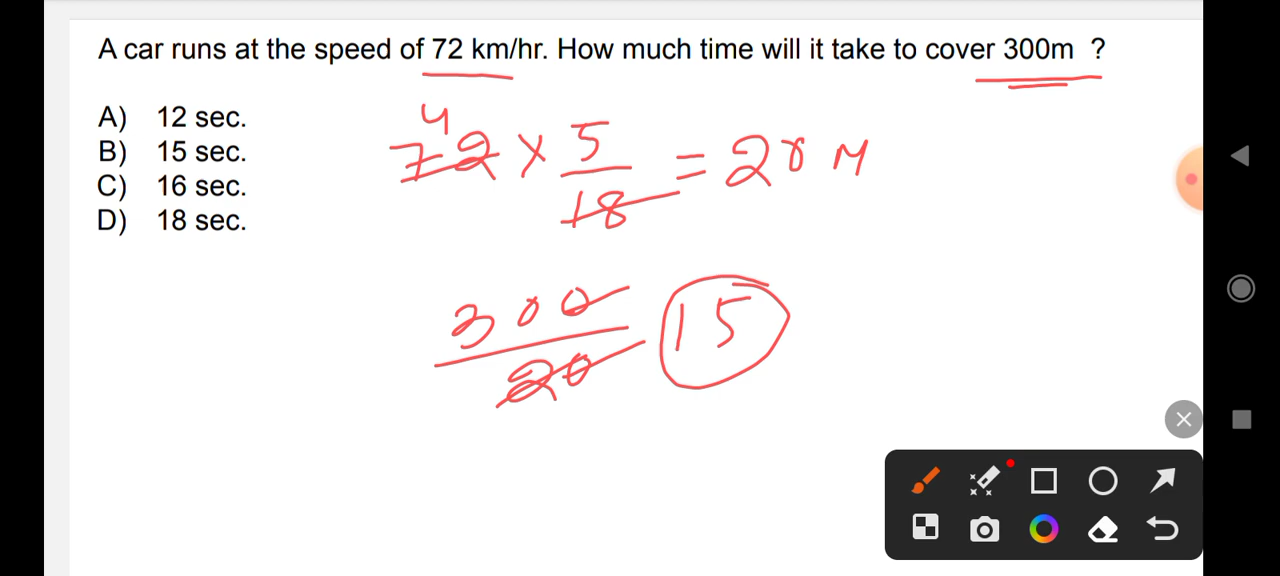 A car runs at the speed of 72 km/hr. How much time will it take to cover 300m ?
A) 12 sec.
B) 15 sec.
C) 16 sec.
D) 18 sec.
4
72 × 5/18 = 20 M
300/20 15